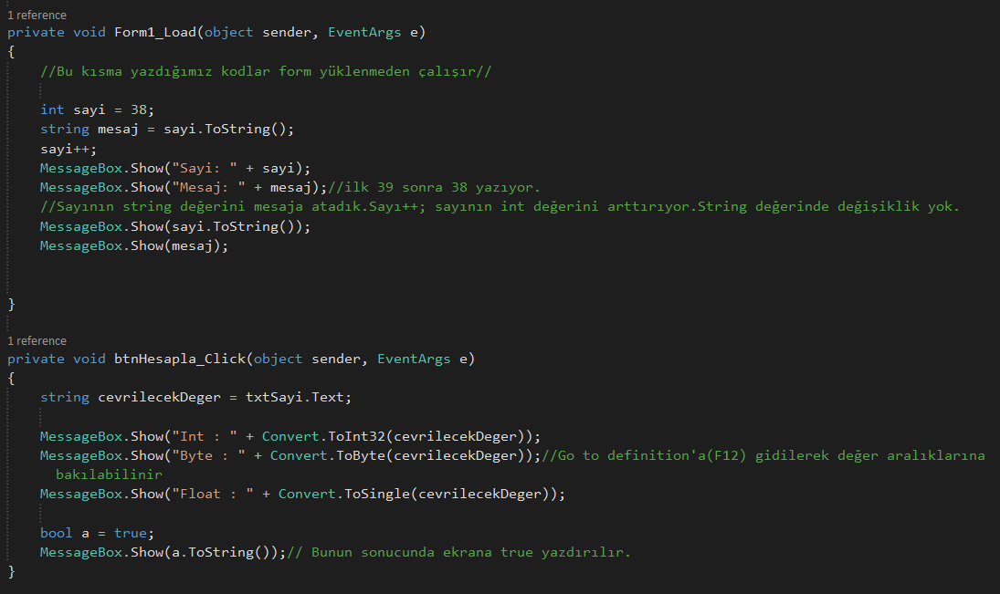 1 reference
private void Form1_Load(object sender, EventArgs e)
{
//Bu kısma yazdığımız kodlar form yüklenmeden çalışır//
int sayi = 38;
string mesaj = sayi.ToString();
sayi++;
MessageBox.Show("Sayi: " + sayi);
MessageBox.Show("Mesaj: " + mesaj);//ilk 39 sonra 38 yazıyor.
//Sayının string değerini mesaja atadık.Sayı++; sayının int değerini arttırıyor.String değerinde değişiklik yok.
MessageBox.Show(sayi.ToString());
MessageBox.Show(mesaj);
}
1 reference
private void btnHesapla_Click(object sender, EventArgs e)
{
string cevrilecekDeger = txtSayi.Text;
MessageBox.Show("Int : " + Convert.ToInt32(cevrilecekDeger));
MessageBox.Show("Byte : " + Convert.ToByte(cevrilecekDeger));//Go to definition'a(F12) gidilerek değer aralıklarına
bakılabilinir
MessageBox.Show("Float : " + Convert.ToSingle(cevrilecekDeger));
bool a = true;
MessageBox.Show(a.ToString());// Bunun sonucunda ekrana true yazdırılır.
}